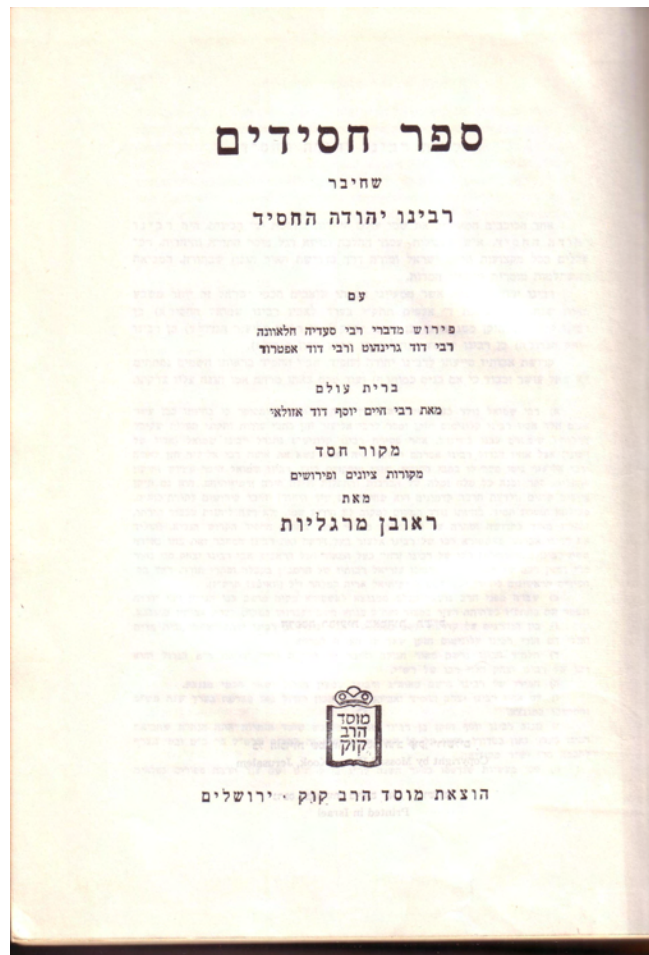 ספר חסידים
שחיבר
רבינו יהודה החסיד
עם
פירוש מדברי רבי סעדיה חלאוונה
רבי דוד גרינהוט ורבי דוד אפטרוד
ברית עולם
מאת רבי חיים יוסף דוד אזולאי
מקור חסד
מקורות ציונים ופירושים
מאת
ראובן מרגליות
מוסד
הרב
קוק
הוצאת מוסד הרב קוק · ירושלים